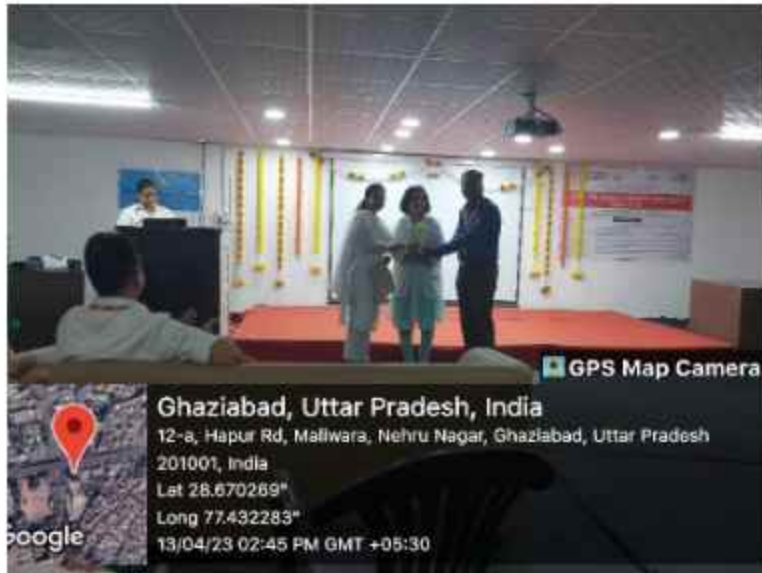 GPS Map Camera
Ghaziabad, Uttar Pradesh, India
12-a, Hapur Rd, Maliwara, Nehru Nagar, Ghaziabad, Uttar Pradesh
201001, India
Lat 28.670269°
Long 77.432283°
13/04/23 02:45 PM GMT +05:30
Google